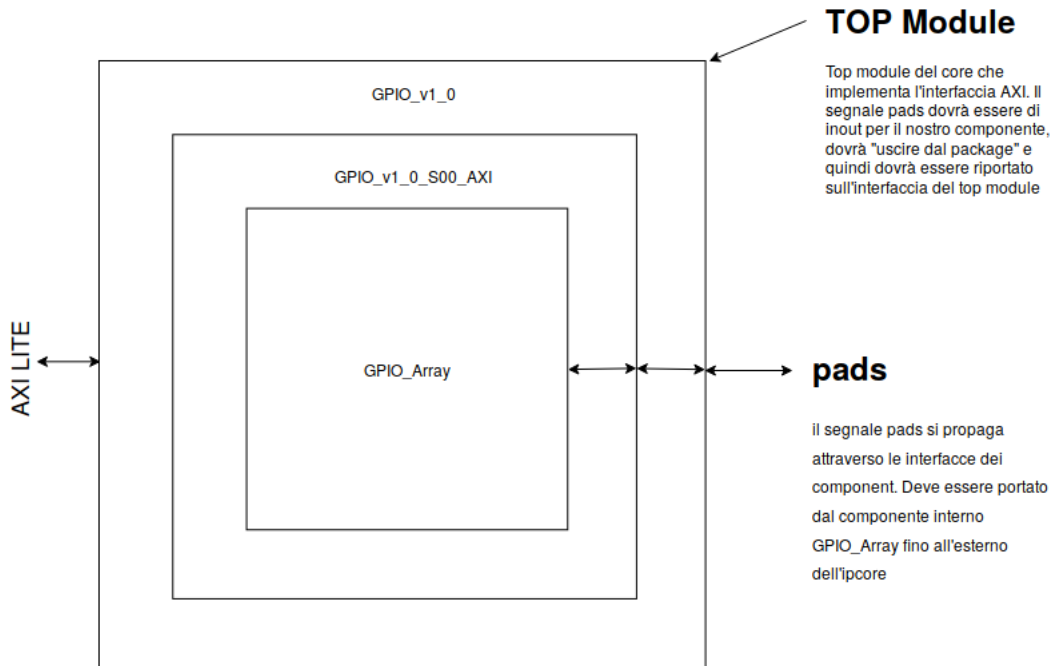 TOP Module
Top module del core che
implementa l'interfaccia AXI. Il
segnale pads dovrà essere di
inout per il nostro componente,
dovrà "uscire dal package" e
quindi dovrà essere riportato
sull'interfaccia del top module
GPIO_v1_0
GPIO_v1_0_S00_AXI
GPIO_Array
AXI LITE
pads
il segnale pads si propaga
attraverso le interfacce dei
component. Deve essere portato
dal componente interno
GPIO_Array fino all'esterno
dell'ipcore